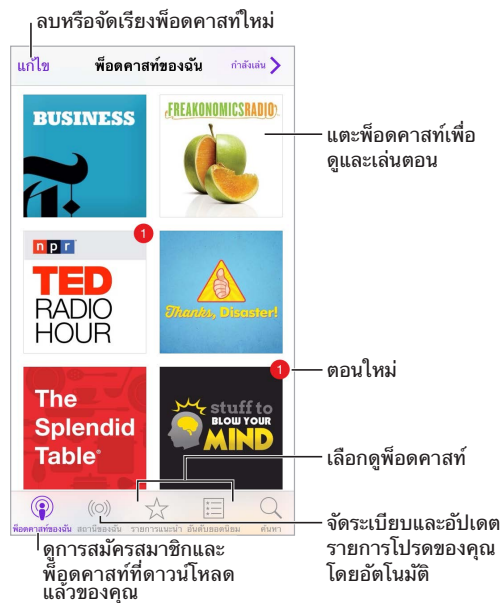 ลบหรือจัดเรียงพ็อดคาสท์ใหม่
แก้ไข
พ็อดคาสท์ของฉัน
กำลังเล่น
BUSINESS
FREAKONOMICSRADIO
แตะพ็อดคาสท์เพื่อ
ดูและเล่นตอน
npr
1
TED
RADIO
HOUR
Thanks, Disaster!
1
ตอนใหม่
The
Splendid
Table
stuff to
BLOW YOUR
MIND
เลือกดูพ็อดคาสท์
พ็อดคาสท์ของฉัน
สถานีของฉัน
รายการแนะนำ
อันดับยอดนิยม
ค้นหา
จัดระเบียบและอัปเดต
รายการโปรดของคุณ
โดยอัตโนมัติ
ดูการสมัครสมาชิกและ
พ็อดคาสท์ที่ดาวน์โหลด
แล้วของคุณ